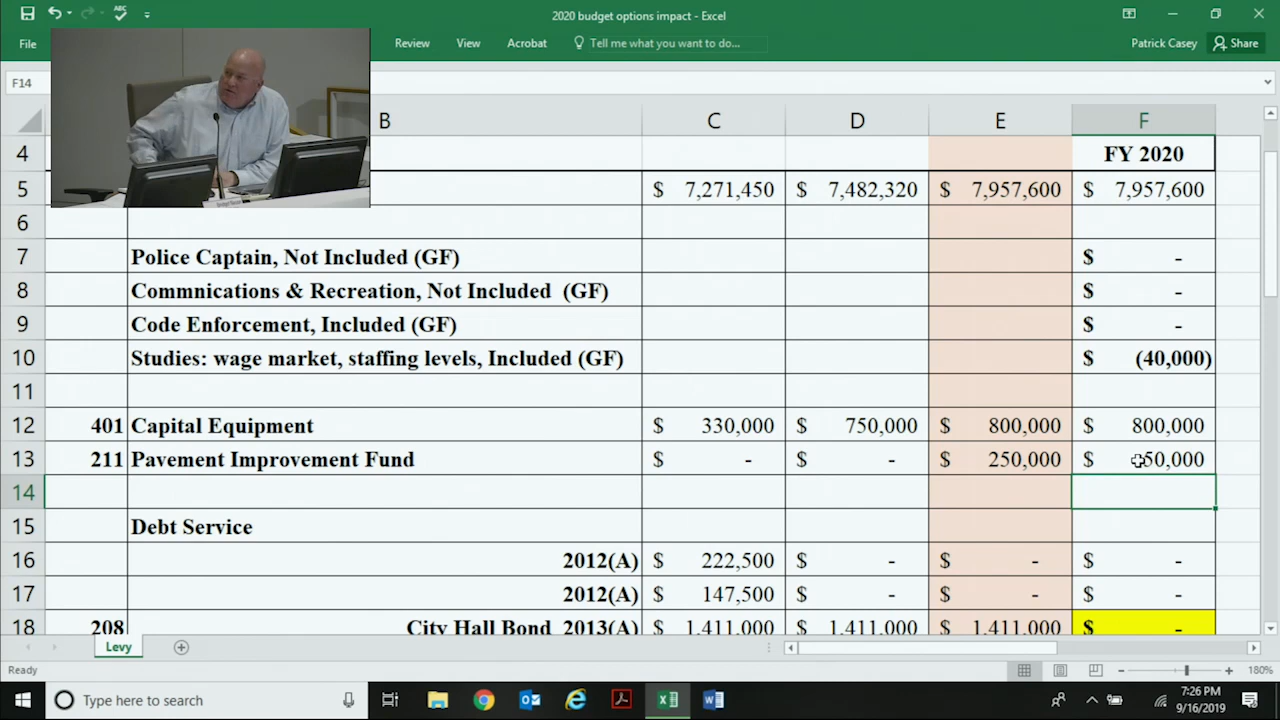 ABC
2020 budget options impact - Excel
File Review View Acrobat Tell me what you want to do... Patrick Casey Share
F14
B C D E F
4 FY 2020
5 $ 7,271,450 $ 7,482,320 $ 7,957,600 $ 7,957,600
6
7 Police Captain, Not Included (GF) $ -
8 Commnications & Recreation, Not Included (GF) $ -
9 Code Enforcement, Included (GF) $ -
10 Studies: wage market, staffing levels, Included (GF) $ (40,000)
11
12 401 Capital Equipment $ 330,000 $ 750,000 $ 800,000 $ 800,000
13 211 Pavement Improvement Fund $ - $ - $ 250,000 $ 50,000
14
15 Debt Service
16 2012(A) $ 222,500 $ - $ - $ -
17 2012(A) $ 147,500 $ - $ - $ -
18 208 City Hall Bond 2013(A) $ 1,411,000 $ 1,411,000 $ 1,411,000 $ -
Levy
Ready 180%
Type here to search
7:26 PM
9/16/2019